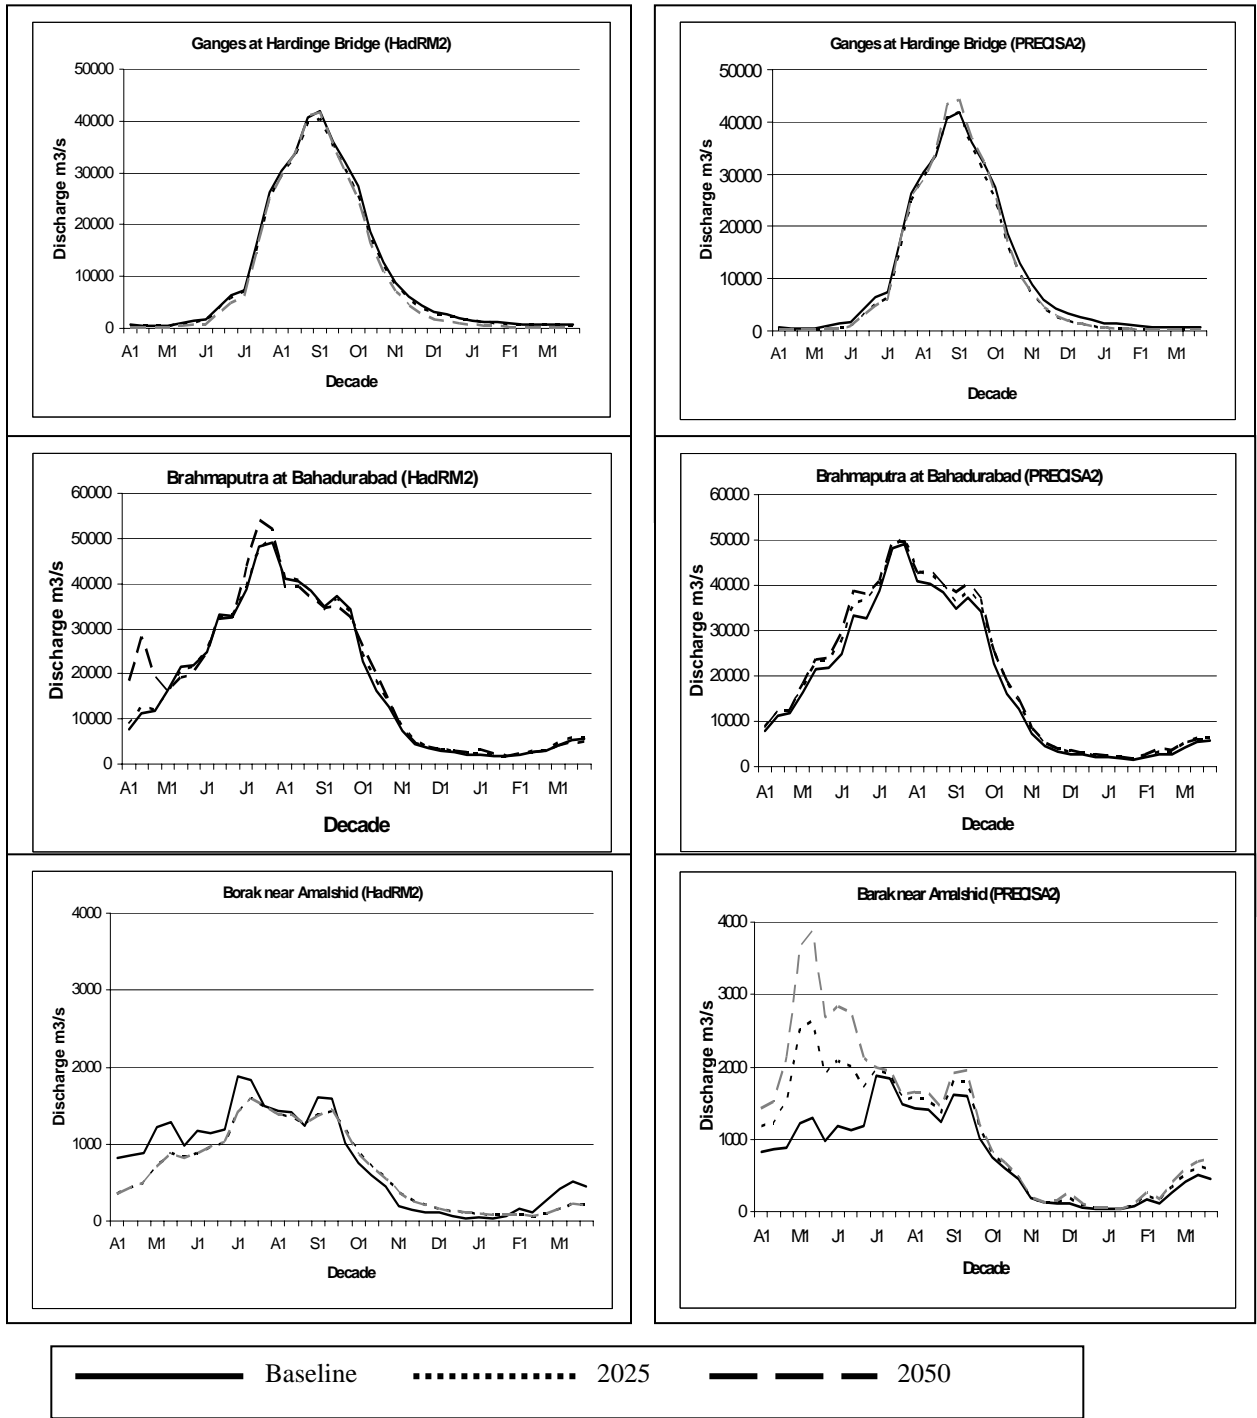 Ganges at Hardinge Bridge (HadRM2)
50000
40000
30000
20000
10000
0
Discharge m3/s
A1 M1 J1 J1 A1 S1 O1 N1 D1 J1 F1 M1
Decade
Ganges at Hardinge Bridge (PRECISA2)
50000
40000
30000
20000
10000
0
Discharge m3/s
A1 M1 J1 J1 A1 S1 O1 N1 D1 J1 F1 M1
Decade
Brahmaputra at Bahadurabad (HadRM2)
60000
50000
40000
30000
20000
10000
0
Discharge m3/s
A1 M1 J1 J1 A1 S1 O1 N1 D1 J1 F1 M1
Decade
Brahmaputra at Bahadurabad (PRECISA2)
60000
50000
40000
30000
20000
10000
0
Discharge m3/s
A1 M1 J1 J1 A1 S1 O1 N1 D1 J1 F1 M1
Decade
Borak near Amalshid (HadRM2)
4000
3000
2000
1000
0
Discharge m3/s
A1 M1 J1 J1 A1 S1 O1 N1 D1 J1 F1 M1
Decade
Barak near Amalshid (PRECISA2)
4000
3000
2000
1000
0
Discharge m3/s
A1 M1 J1 J1 A1 S1 O1 N1 D1 J1 F1 M1
Decade
Baseline 2025 2050